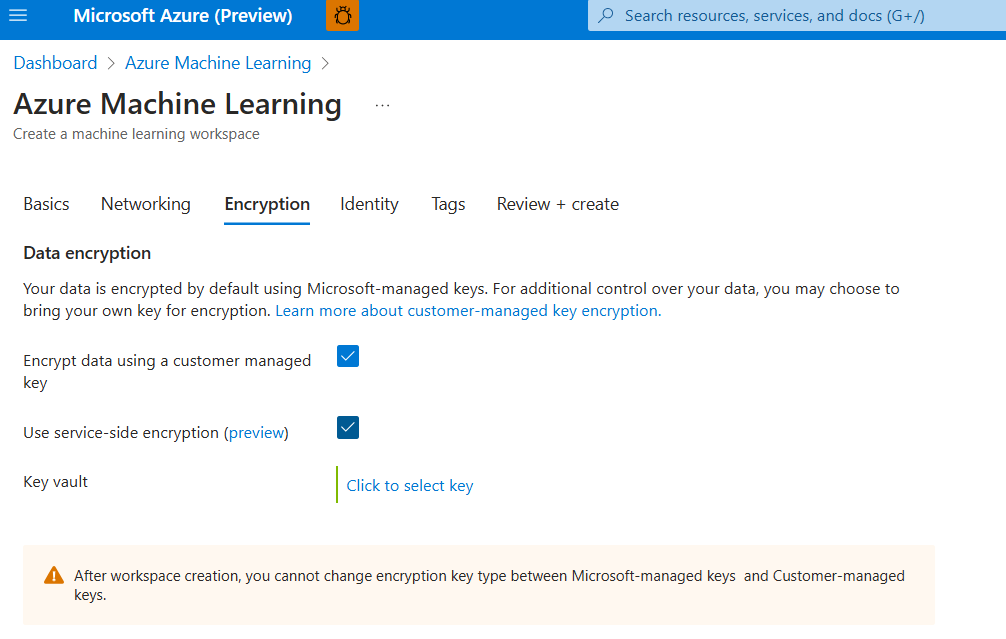 Microsoft Azure (Preview)
Search resources, services, and docs (G+/)
Dashboard > Azure Machine Learning >
Azure Machine Learning ...
Create a machine learning workspace
Basics Networking Encryption Identity Tags Review + create
Data encryption
Your data is encrypted by default using Microsoft-managed keys. For additional control over your data, you may choose to
bring your own key for encryption. Learn more about customer-managed key encryption.
Encrypt data using a customer managed
key
Use service-side encryption (preview)
Key vault
Click to select key
After workspace creation, you cannot change encryption key type between Microsoft-managed keys and Customer-managed
keys.